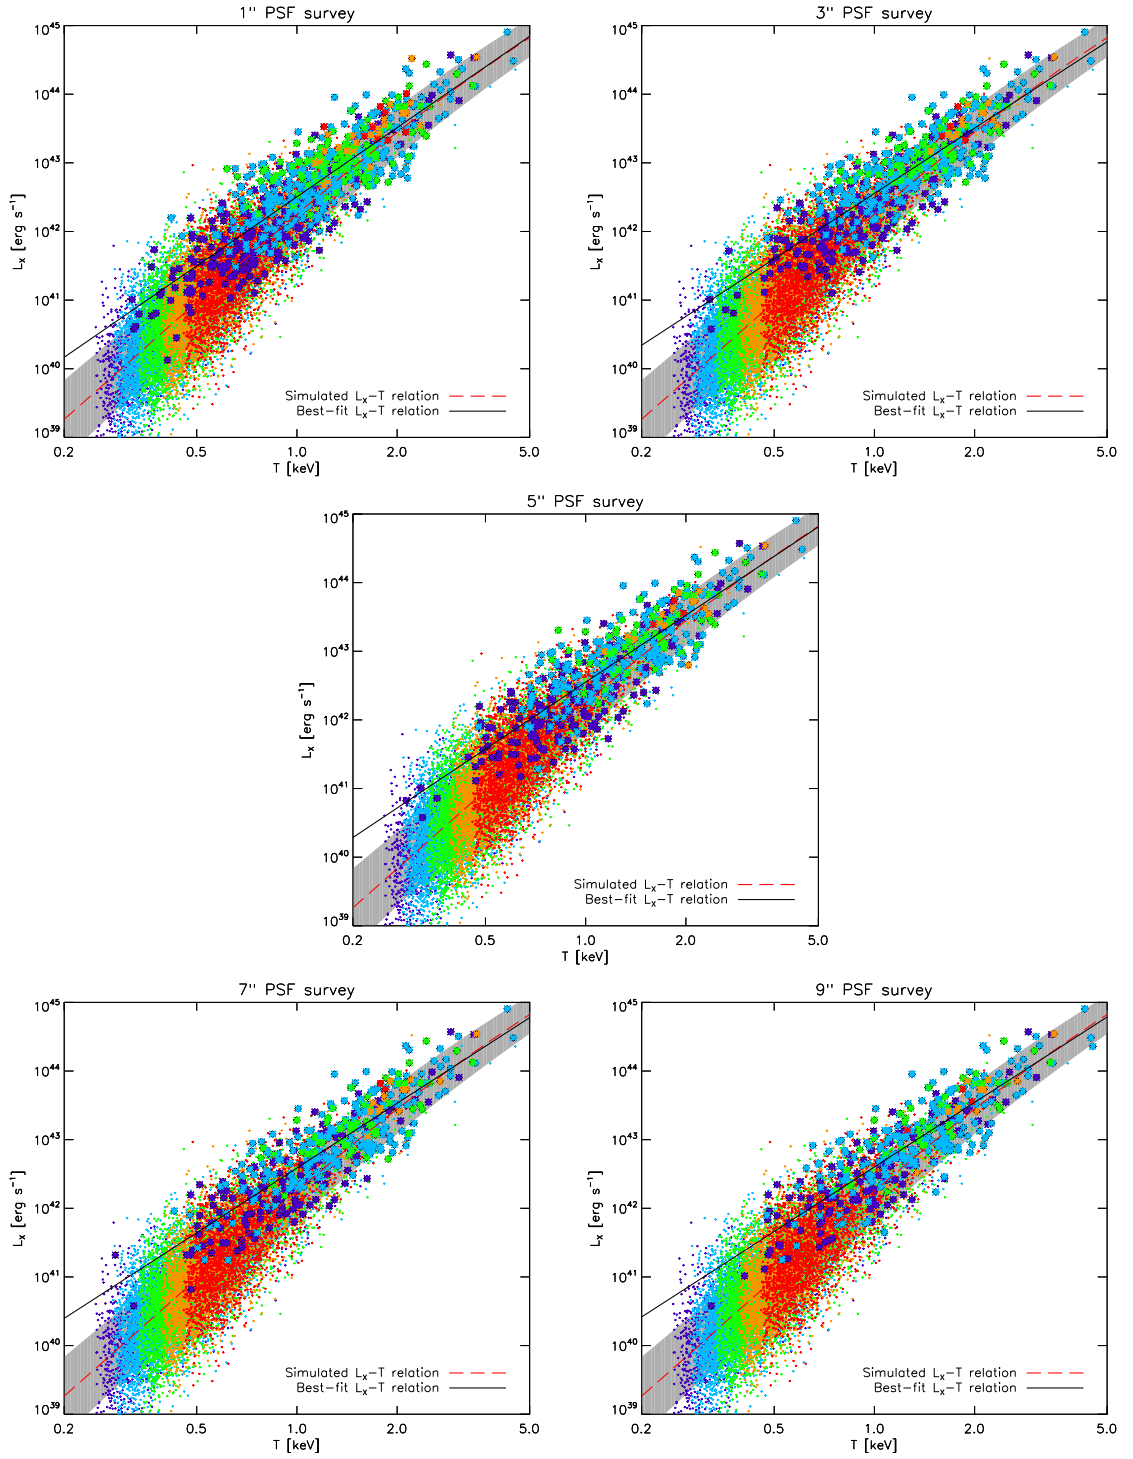 1'' PSF survey
10^45
10^44
10^43
10^42
10^41
10^40
10^39
L_x [erg s^-1]
Simulated L_x-T relation
Best-fit L_x-T relation
0.2 0.5 1.0 2.0 5.0
T [keV]
3'' PSF survey
10^45
10^44
10^43
10^42
10^41
10^40
10^39
L_x [erg s^-1]
Simulated L_x-T relation
Best-fit L_x-T relation
0.2 0.5 1.0 2.0 5.0
T [keV]
5'' PSF survey
10^45
10^44
10^43
10^42
10^41
10^40
10^39
L_x [erg s^-1]
Simulated L_x-T relation
Best-fit L_x-T relation
0.2 0.5 1.0 2.0 5.0
T [keV]
7'' PSF survey
10^45
10^44
10^43
10^42
10^41
10^40
10^39
L_x [erg s^-1]
Simulated L_x-T relation
Best-fit L_x-T relation
0.2 0.5 1.0 2.0 5.0
T [keV]
9'' PSF survey
10^45
10^44
10^43
10^42
10^41
10^40
10^39
L_x [erg s^-1]
Simulated L_x-T relation
Best-fit L_x-T relation
0.2 0.5 1.0 2.0 5.0
T [keV]